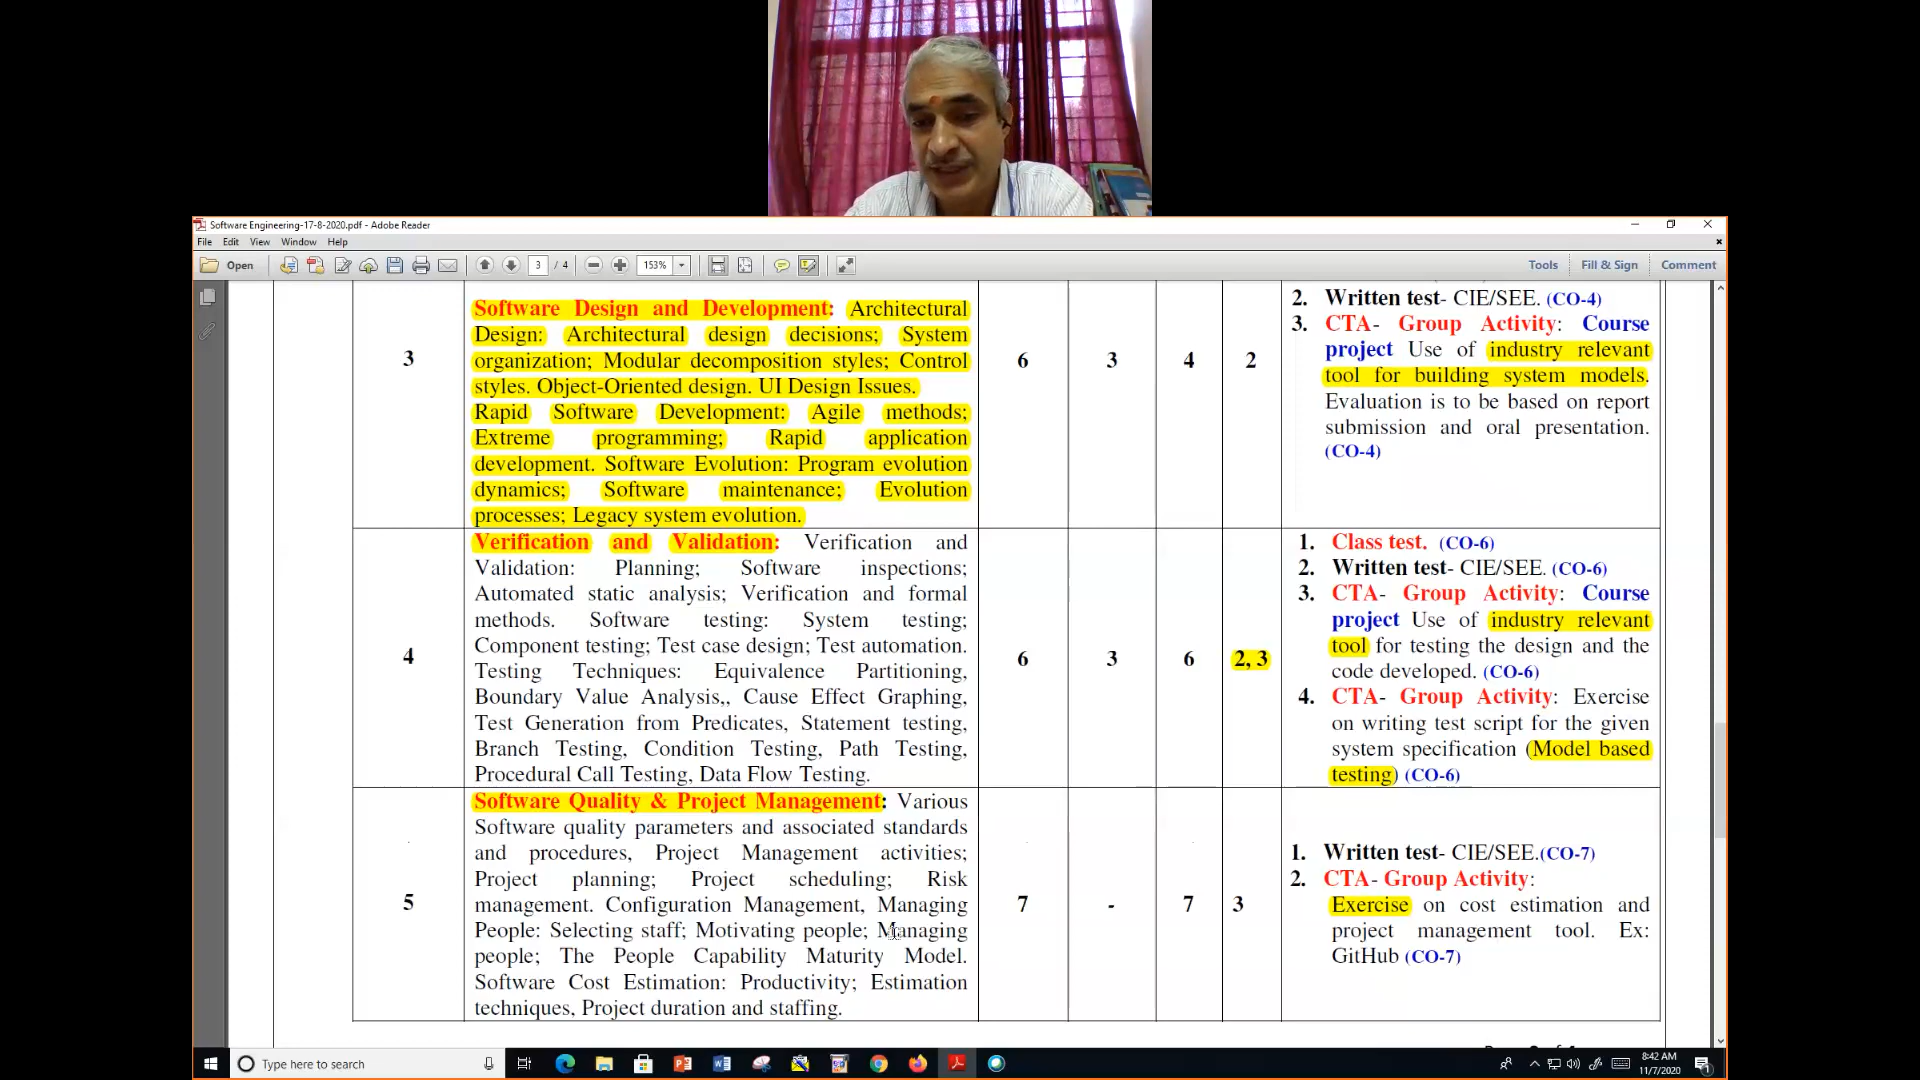 Software Engineering-17-8-2020.pdf - Adobe Reader
File Edit View Window Help
Open 3 / 4 153% Tools Fill & Sign Comment
Software Design and Development: Architectural
Design: Architectural design decisions; System
organization; Modular decomposition styles; Control
styles. Object-Oriented design. UI Design Issues.
Rapid Software Development: Agile methods;
Extreme programming; Rapid application
development. Software Evolution: Program evolution
dynamics; Software maintenance; Evolution
processes; Legacy system evolution.
3
6
3
4
2
2. Written test- CIE/SEE. (CO-4)
3. CTA- Group Activity: Course
project Use of industry relevant
tool for building system models.
Evaluation is to be based on report
submission and oral presentation.
(CO-4)
4
Verification and Validation: Verification and
Validation: Planning; Software inspections;
Automated static analysis; Verification and formal
methods. Software testing: System testing;
Component testing; Test case design; Test automation.
Testing Techniques: Equivalence Partitioning,
Boundary Value Analysis,, Cause Effect Graphing,
Test Generation from Predicates, Statement testing,
Branch Testing, Condition Testing, Path Testing,
Procedural Call Testing, Data Flow Testing.
6
3
6
2, 3
1. Class test. (CO-6)
2. Written test- CIE/SEE. (CO-6)
3. CTA- Group Activity: Course
project Use of industry relevant
tool for testing the design and the
code developed. (CO-6)
4. CTA- Group Activity: Exercise
on writing test script for the given
system specification (Model based
testing) (CO-6)
5
Software Quality & Project Management: Various
Software quality parameters and associated standards
and procedures, Project Management activities;
Project planning; Project scheduling; Risk
management. Configuration Management, Managing
People: Selecting staff; Motivating people; Managing
people; The People Capability Maturity Model.
Software Cost Estimation: Productivity; Estimation
techniques, Project duration and staffing.
7
-
7
3
1. Written test- CIE/SEE.(CO-7)
2. CTA- Group Activity:
Exercise on cost estimation and
project management tool. Ex:
GitHub (CO-7)
Type here to search
8:42 AM
11/7/2020